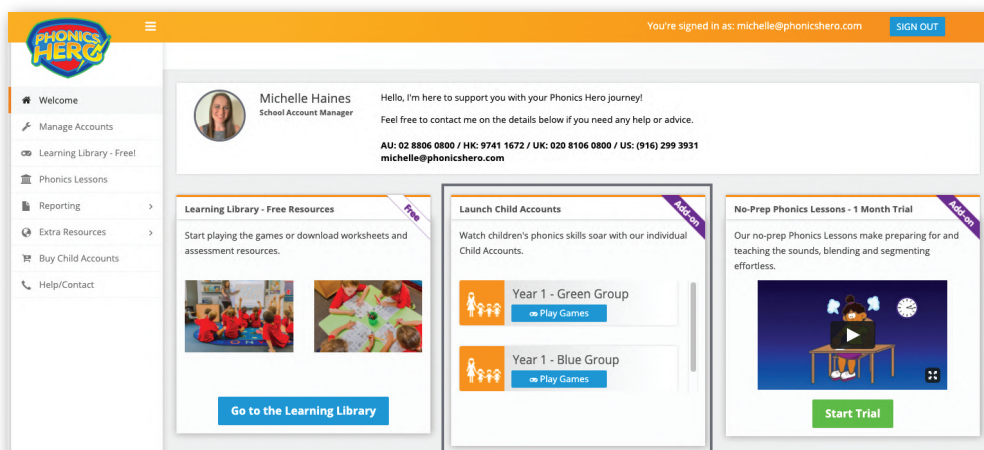 You're signed in as: michelle@phonicshero.com
SIGN OUT
PHONICS
HERO
Welcome
Manage Accounts
Learning Library - Free!
Phonics Lessons
Reporting
Extra Resources
Buy Child Accounts
Help/Contact
Michelle Haines
School Account Manager
Hello, I'm here to support you with your Phonics Hero journey!
Feel free to contact me on the details below if you need any help or advice.
AU: 02 8806 0800 / HK: 9741 1672 / UK: 020 8106 0800 / US: (916) 299 3931
michelle@phonicshero.com
Learning Library - Free Resources
Free
Start playing the games or download worksheets and
assessment resources.
Go to the Learning Library
Launch Child Accounts
Add-on
Watch children's phonics skills soar with our individual
Child Accounts.
Year 1 - Green Group
Play Games
Year 1 - Blue Group
Play Games
No-Prep Phonics Lessons - 1 Month Trial
Add-on
Our no-prep Phonics Lessons make preparing for and
teaching the sounds, blending and segmenting
effortless.
Start Trial